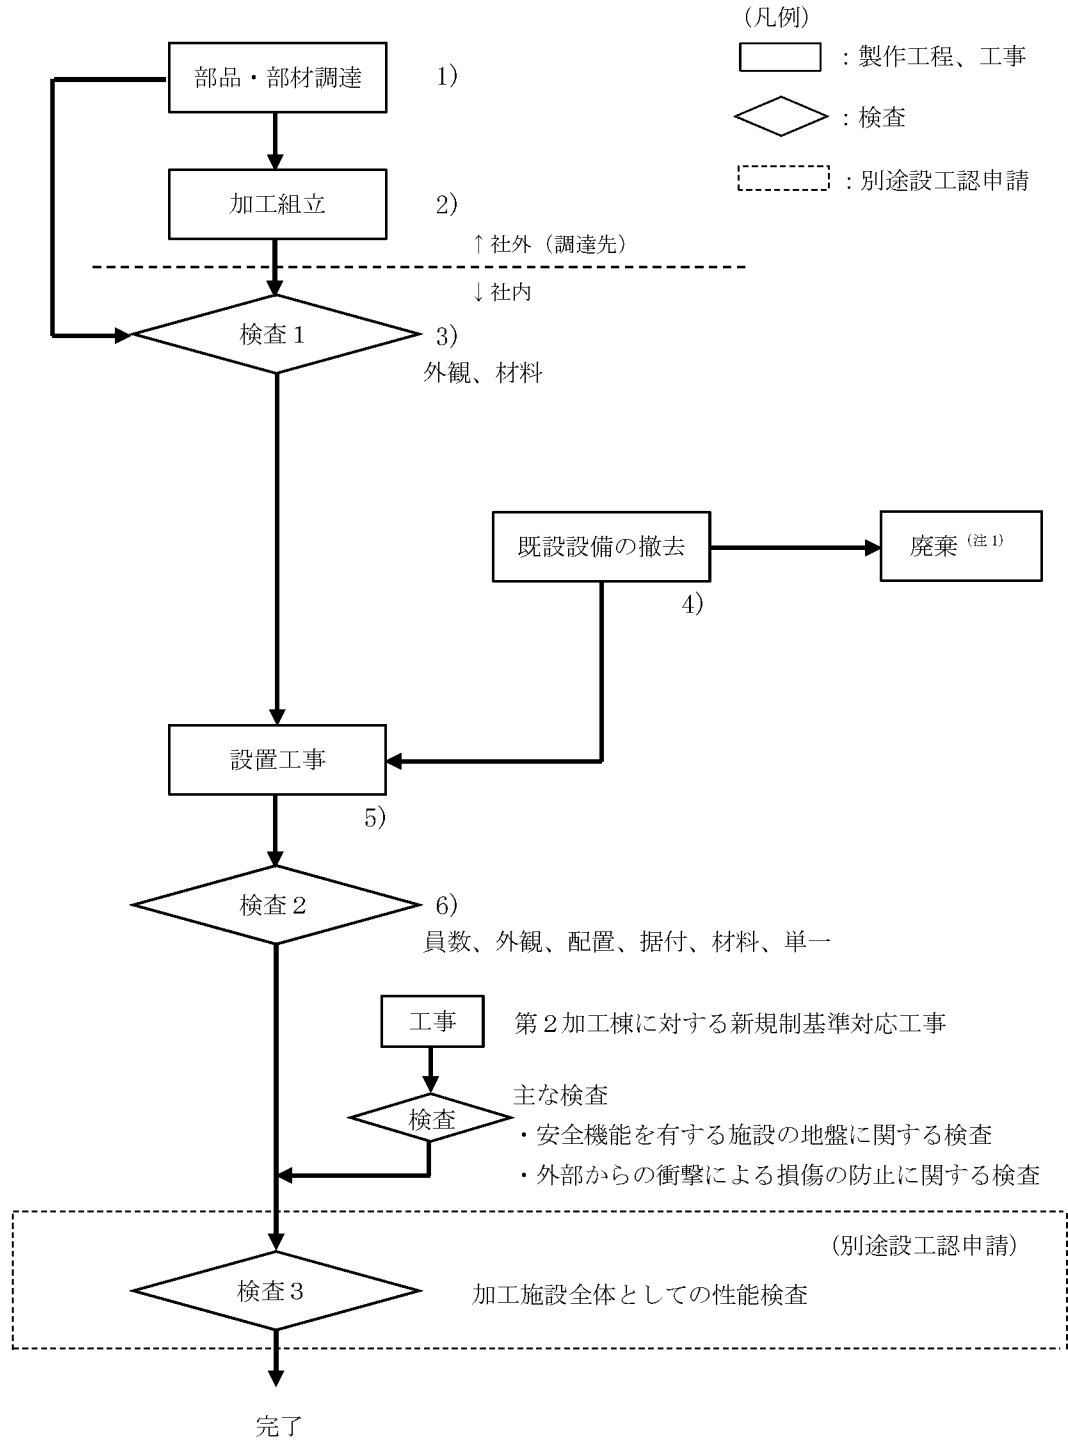 (凡例)
部品・部材調達
1)
：製作工程、工事
：検査
加工組立
2)
：別途設工認申請
↑社外（調達先）
↓社内
検査１
3)
外観、材料
既設設備の撤去
廃棄（注1）
4)
設置工事
5)
検査２
6)
員数、外観、配置、据付、材料、単一
工事
第２加工棟に対する新規制基準対応工事
主な検査
検査
・安全機能を有する施設の地盤に関する検査
・外部からの衝撃による損傷の防止に関する検査
(別途設工認申請)
検査３
加工施設全体としての性能検査
完了